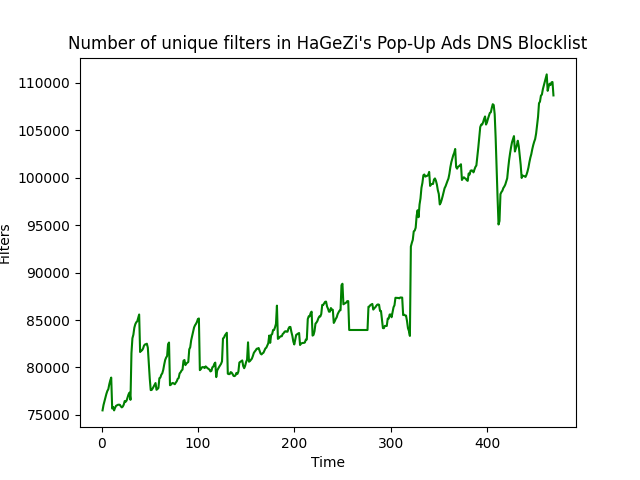 Number of unique filters in HaGeZi's Pop-Up Ads DNS Blocklist
110000
105000
100000
95000
90000
85000
80000
75000
Filters
0 100 200 300 400
Time